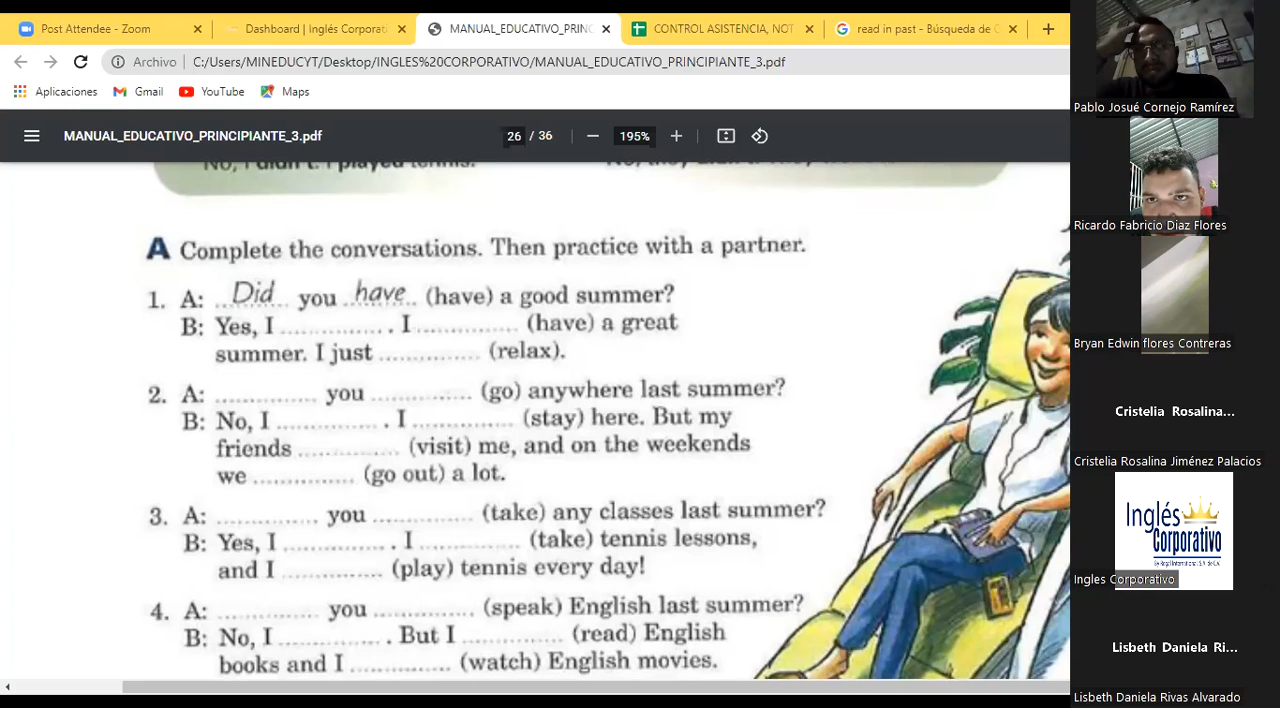 Post Attendee - Zoom
Dashboard | Inglés Corporati
MANUAL_EDUCATIVO_PRINC
CONTROL ASISTENCIA, NOT
read in past - Búsqueda de G
Archivo
C:/Users/MINEDUCYT/Desktop/INGLES%20CORPORATIVO/MANUAL_EDUCATIVO_PRINCIPIANTE_3.pdf
Aplicaciones
Gmail
YouTube
Maps
MANUAL_EDUCATIVO_PRINCIPIANTE_3.pdf
26 / 36
195%
No, I didn't. I played tennis.
A Complete the conversations. Then practice with a partner.
1. A: ...Did... you ...have... (have) a good summer?
B: Yes, I ............... . I ............... (have) a great
summer. I just ............... (relax).
2. A: ............... you ............... (go) anywhere last summer?
B: No, I ............... . I ............... (stay) here. But my
friends ............... (visit) me, and on the weekends
we ............... (go out) a lot.
3. A: ............... you ............... (take) any classes last summer?
B: Yes, I ............... . I ............... (take) tennis lessons,
and I ............... (play) tennis every day!
4. A: ............... you ............... (speak) English last summer?
B: No, I ............... . But I ............... (read) English
books and I ............... (watch) English movies.
Pablo Josué Cornejo Ramírez
Ricardo Fabricio Diaz Flores
Bryan Edwin flores Contreras
Cristelia Rosalina...
Cristelia Rosalina Jiménez Palacios
Inglés
Corporativo
Ingles Corporativo
Lisbeth Daniela Ri...
Lisbeth Daniela Rivas Alvarado